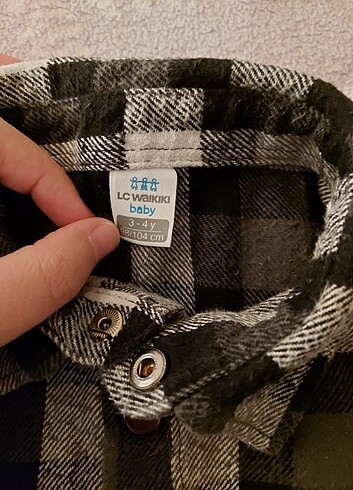 LC WAIKIKI
baby
3 - 4 y
98/104 cm